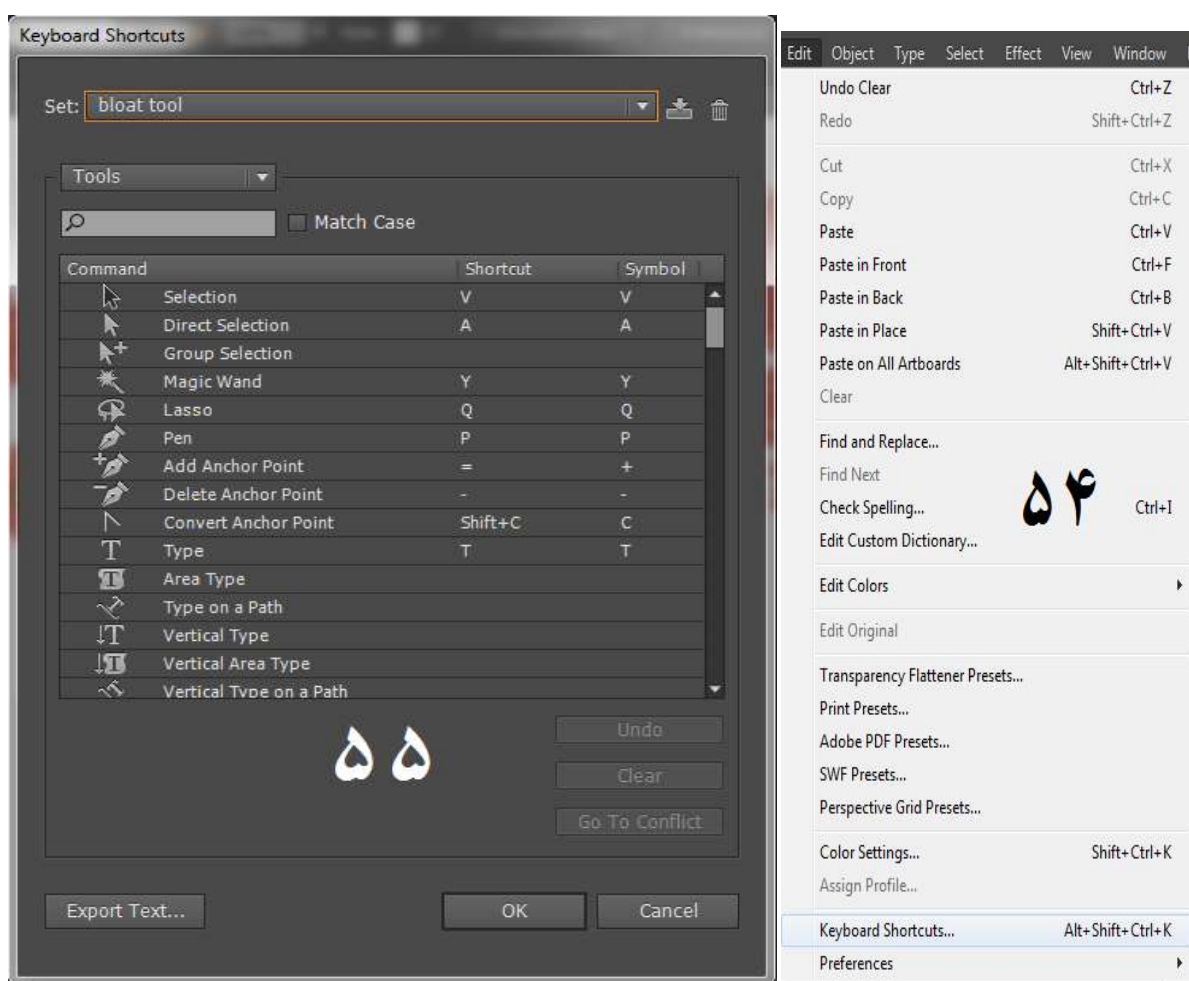 Keyboard Shortcuts
Set: bloat tool
Tools
Match Case
Command Shortcut Symbol
Selection V V
Direct Selection A A
Group Selection
Magic Wand Y Y
Lasso Q Q
Pen P P
Add Anchor Point = +
Delete Anchor Point - -
Convert Anchor Point Shift+C C
T Type T T
Area Type
Type on a Path
Vertical Type
Vertical Area Type
Vertical Type on a Path
۵۵
Undo
Clear
Go To Conflict
Export Text... OK Cancel
Edit Object Type Select Effect View Window
Undo Clear Ctrl+Z
Redo Shift+Ctrl+Z
Cut Ctrl+X
Copy Ctrl+C
Paste Ctrl+V
Paste in Front Ctrl+F
Paste in Back Ctrl+B
Paste in Place Shift+Ctrl+V
Paste on All Artboards Alt+Shift+Ctrl+V
Clear
Find and Replace...
Find Next
۵۴
Check Spelling... Ctrl+I
Edit Custom Dictionary...
Edit Colors
Edit Original
Transparency Flattener Presets...
Print Presets...
Adobe PDF Presets...
SWF Presets...
Perspective Grid Presets...
Color Settings... Shift+Ctrl+K
Assign Profile...
Keyboard Shortcuts... Alt+Shift+Ctrl+K
Preferences